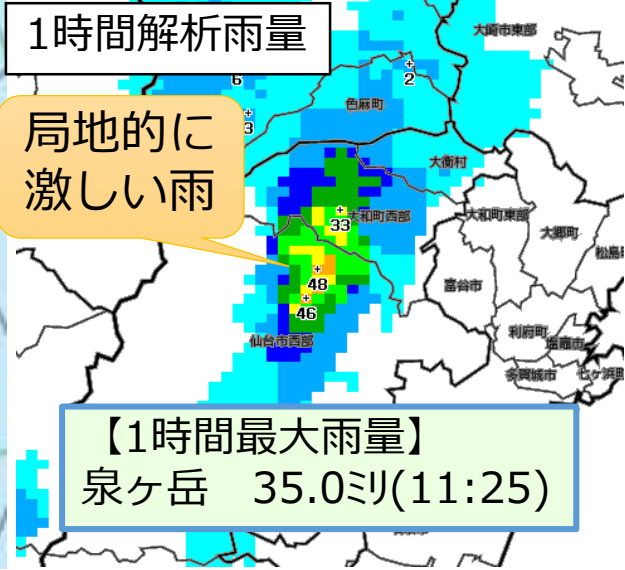 1時間解析雨量
大崎市東部
6
2
3
色麻町
局地的に
激しい雨
大衡村
大和町西部
33
大和町東部
大郷町
松島
48
46
富谷市
利府町
塩竈市
仙台市西部
多賀城市
七ヶ浜町
【1時間最大雨量】
泉ヶ岳 35.0ミリ(11:25)